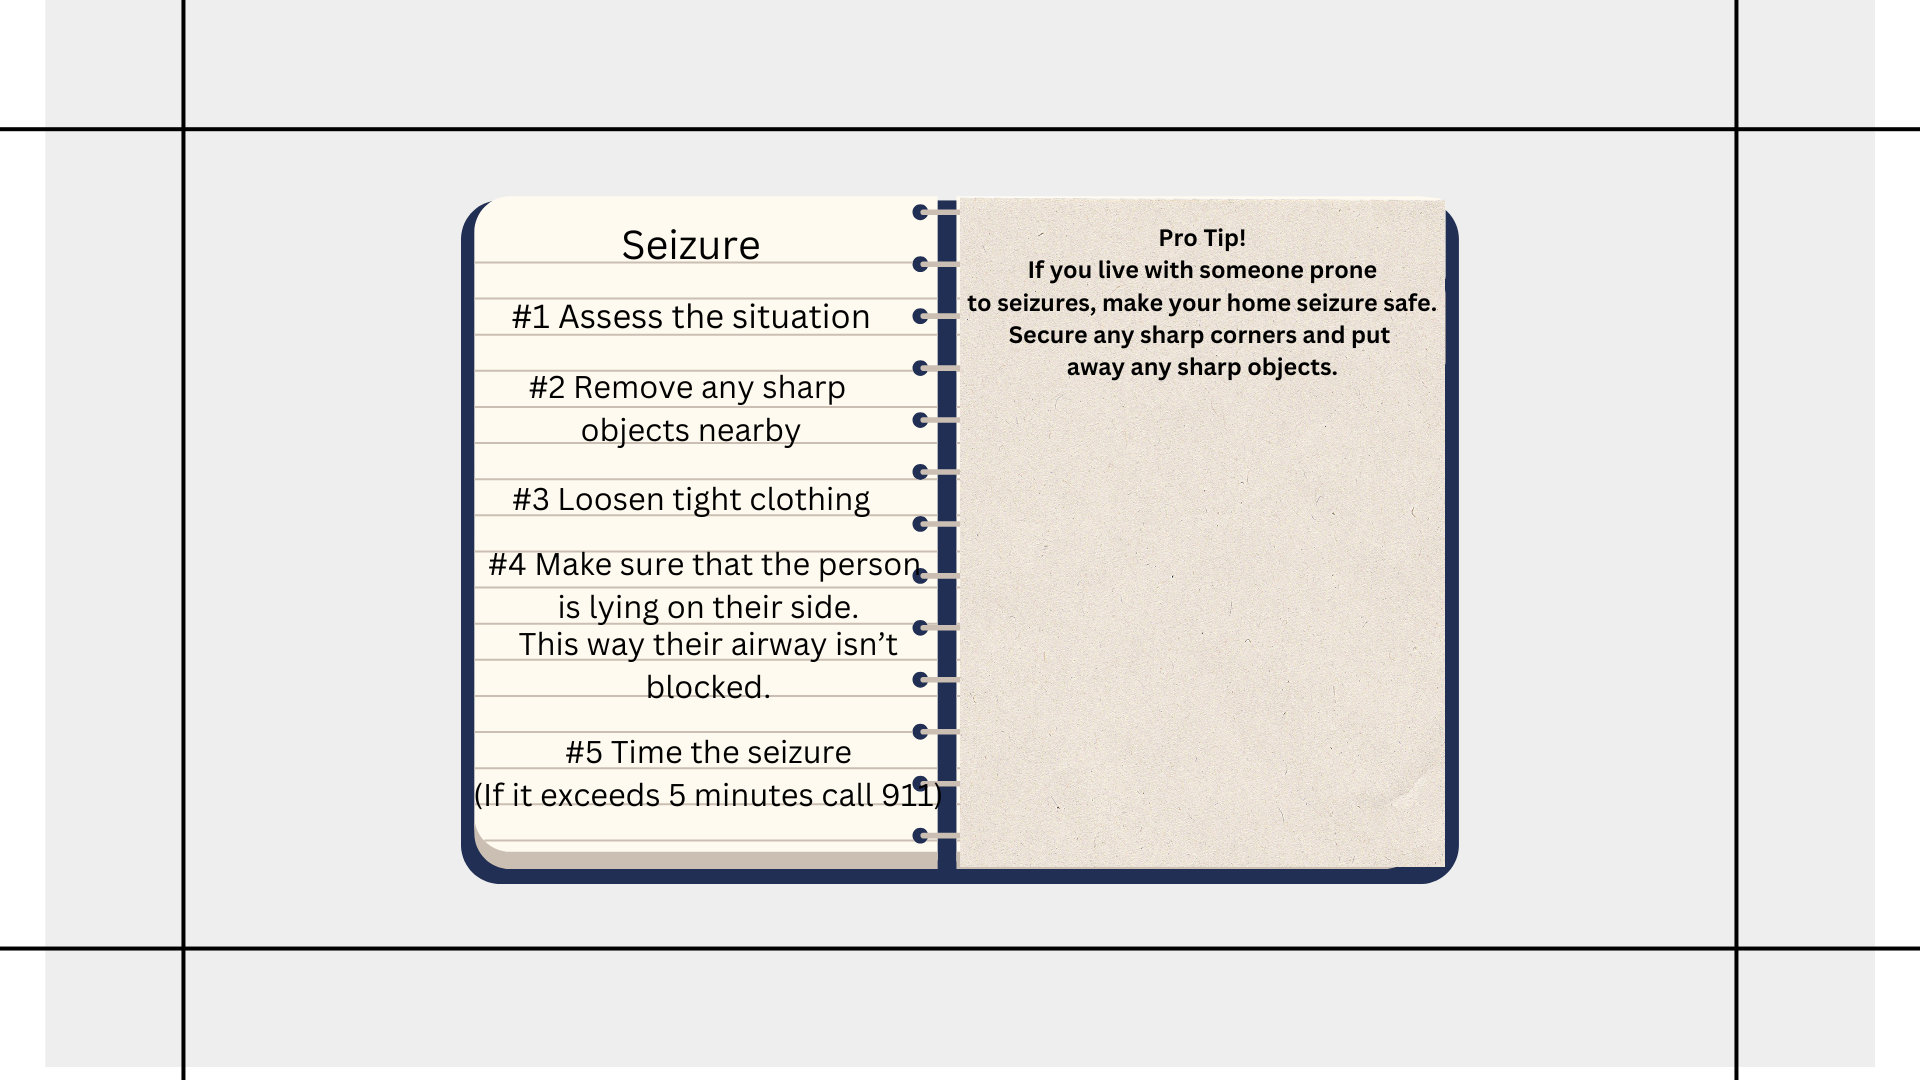 Seizure
#1 Assess the situation
#2 Remove any sharp
objects nearby
#3 Loosen tight clothing
#4 Make sure that the person
is lying on their side.
This way their airway isn’t
blocked.
#5 Time the seizure
(If it exceeds 5 minutes call 911)
Pro Tip!
If you live with someone prone
to seizures, make your home seizure safe.
Secure any sharp corners and put
away any sharp objects.